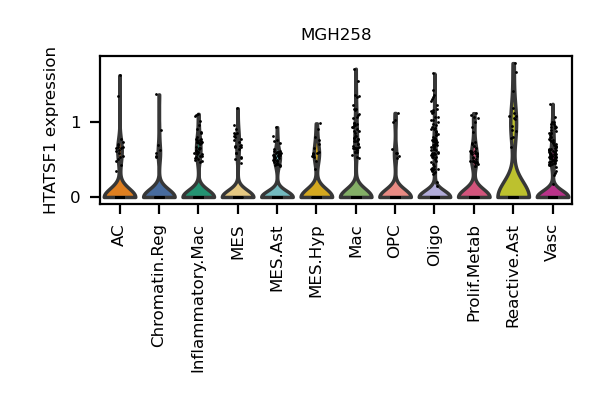 MGH258
HTATSF1 expression
1
0
AC
Chromatin.Reg
Inflammatory.Mac
MES
MES.Ast
MES.Hyp
Mac
OPC
Oligo
Prolif.Metab
Reactive.Ast
Vasc